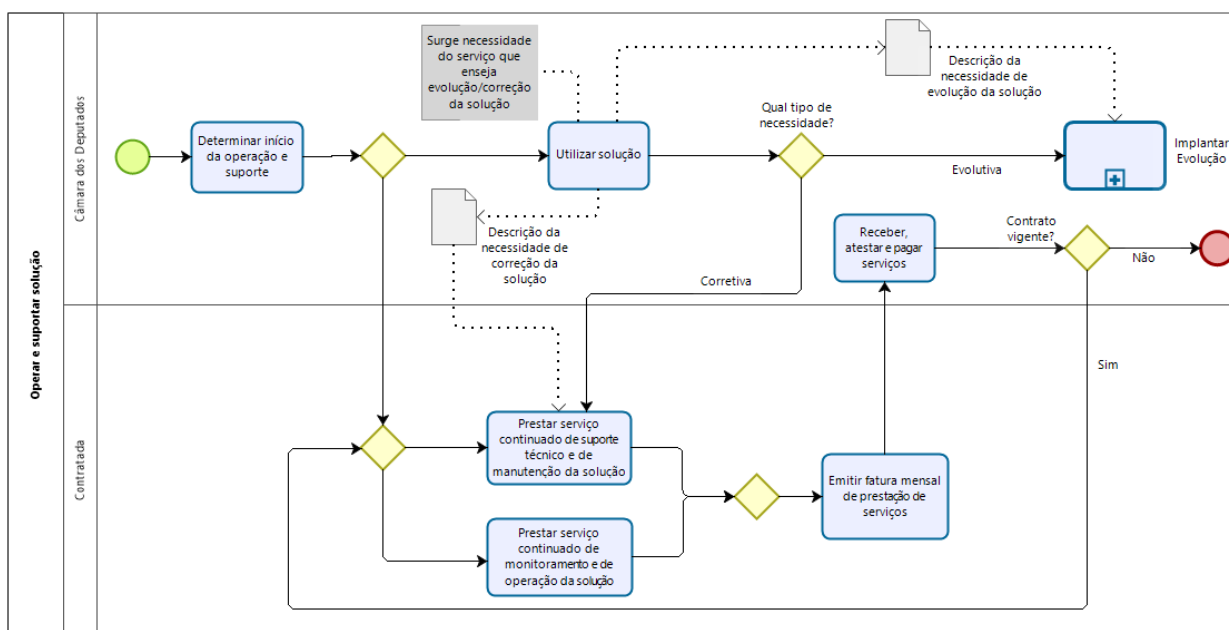 Operar e suportar solução
Câmara dos Deputados
Surge necessidade
do serviço que
enseja
evolução/correção
da solução
Descrição da
necessidade de
evolução da solução
Determinar início
da operação e
suporte
Utilizar solução
Qual tipo de
necessidade?
Evolutiva
Implantar
Evolução
Descrição da
necessidade de
correção da
solução
Corretiva
Receber,
atestar e pagar
serviços
Contrato
vigente?
Não
Sim
Contratada
Prestar serviço
continuado de suporte
técnico e de
manutenção da solução
Prestar serviço
continuado de
monitoramento e de
operação da solução
Emitir fatura mensal
de prestação de
serviços